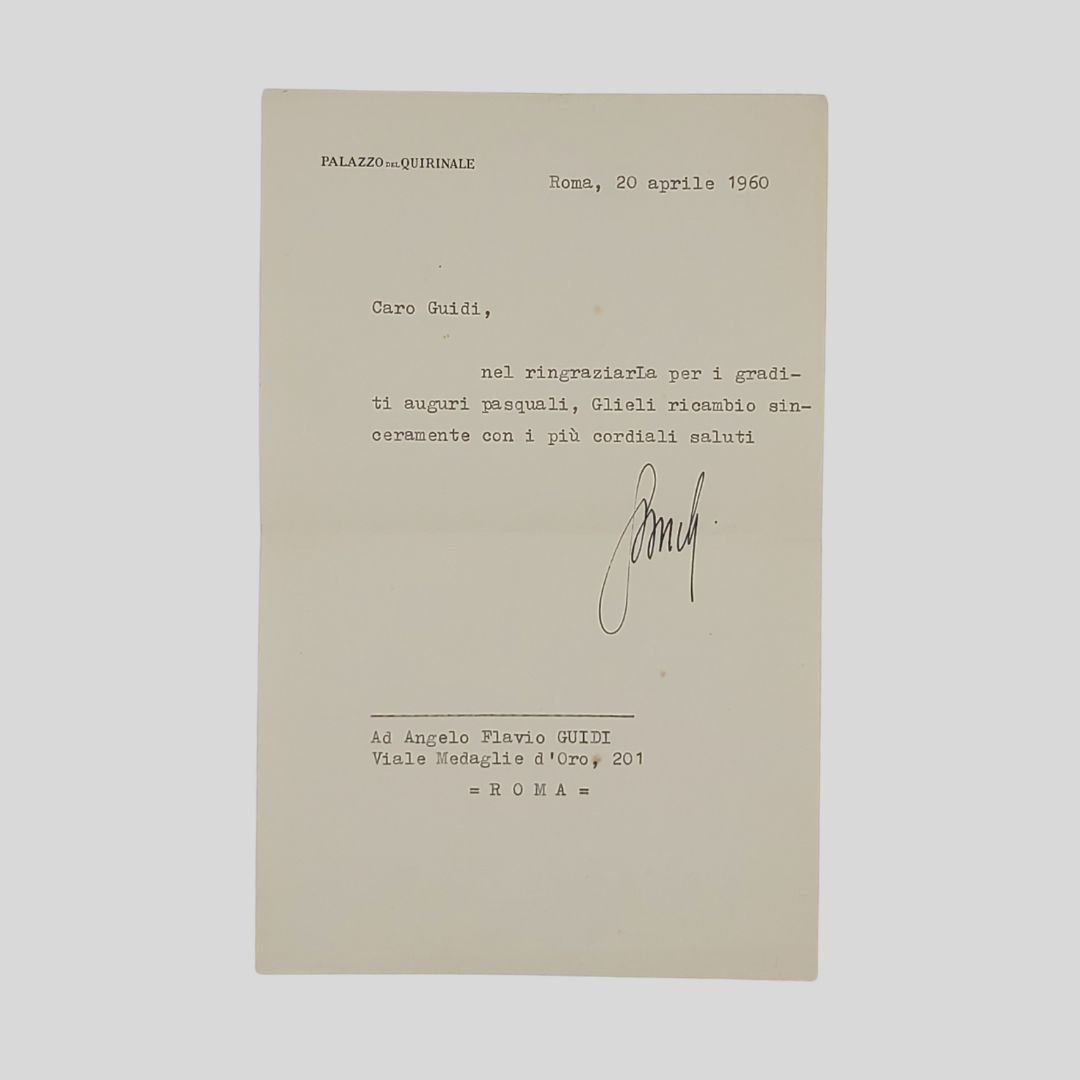 PALAZZO DEL QUIRINALE
Roma, 20 aprile 1960
Caro Guidi,
nel ringraziarLa per i gradi-
ti auguri pasquali, Glieli ricambio sin-
ceramente con i più cordiali saluti
Ad Angelo Flavio GUIDI
Viale Medaglie d'Oro, 201
= R O M A =